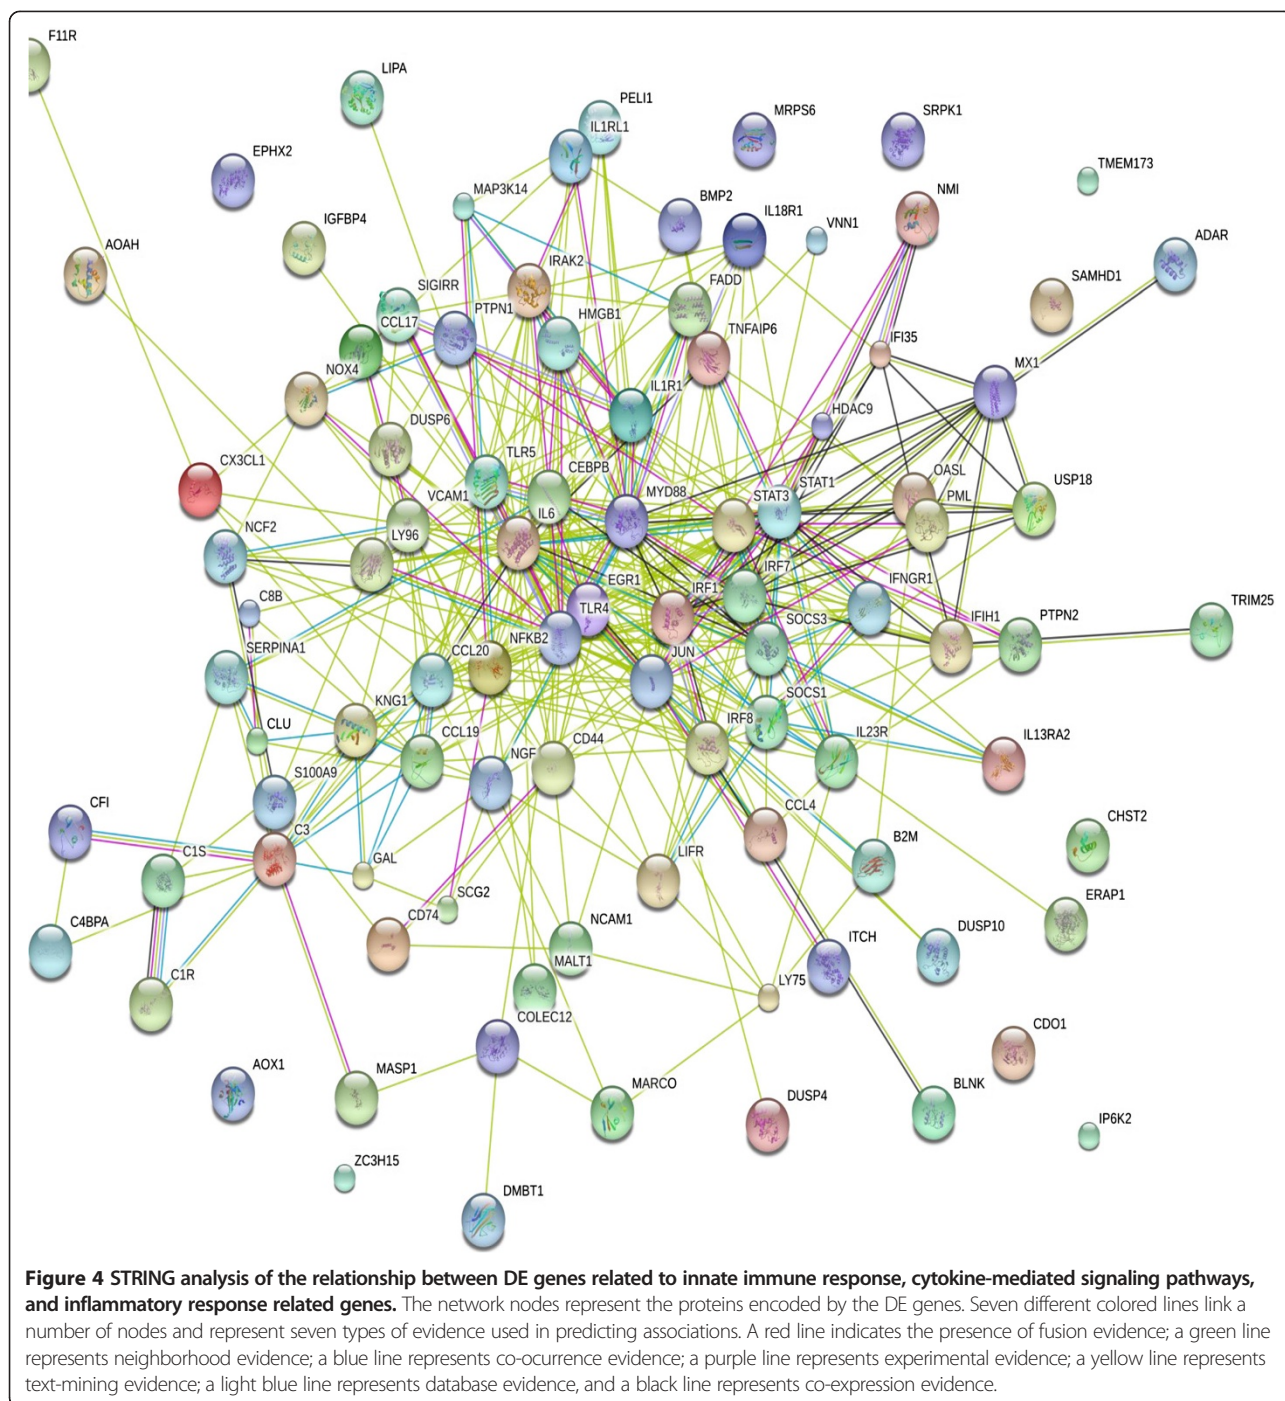 F11R
LIPA
PELI1
IL1RL1
MRPS6
SRPK1
TMEM173
EPHX2
MAP3K14
BMP2
IL18R1
VNN1
NMI
IGFBP4
AOAH
ADAR
SAMHD1
IRAK2
SIGIRR
FADD
PTPN1
HMGB1
CCL17
TNFAIP6
IFI35
MX1
NOX4
IL1R1
HDAC9
DUSP6
CX3CL1
TLR5
CEBPB
OASL
USP18
VCAM1
MYD88
STAT3
STAT1
PML
IL6
NCF2
LY96
IRF7
EGR1
IRF1
IFNGR1
C8B
TLR4
SOCS3
IFIH1
PTPN2
TRIM25
SERPINA1
NFKB2
CCL20
JUN
KNG1
SOCS1
CLU
IRF8
CCL19
CD44
IL23R
IL13RA2
NGF
S100A9
CFI
C3
CCL4
CHST2
C1S
GAL
LIFR
B2M
SCG2
ERAP1
C4BPA
CD74
NCAM1
DUSP10
ITCH
C1R
MALT1
LY75
COLEC12
CDO1
AOX1
MASP1
MARCO
DUSP4
BLNK
IP6K2
ZC3H15
DMBT1
Figure 4 STRING analysis of the relationship between DE genes related to innate immune response, cytokine-mediated signaling pathways,
and inflammatory response related genes. The network nodes represent the proteins encoded by the DE genes. Seven different colored lines link a
number of nodes and represent seven types of evidence used in predicting associations. A red line indicates the presence of fusion evidence; a green line
represents neighborhood evidence; a blue line represents co-ocurrence evidence; a purple line represents experimental evidence; a yellow line represents
text-mining evidence; a light blue line represents database evidence, and a black line represents co-expression evidence.